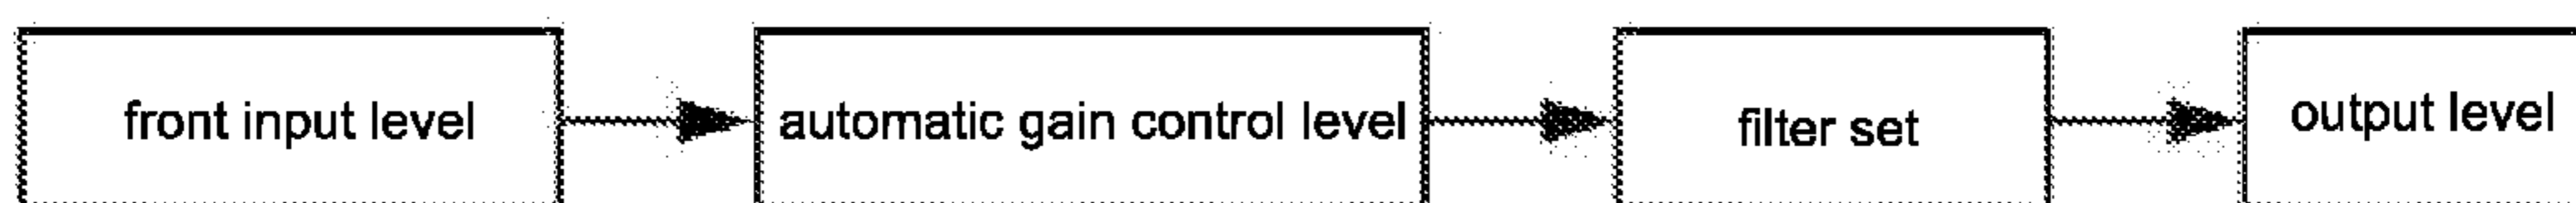 front input level
automatic gain control level
filter set
output level